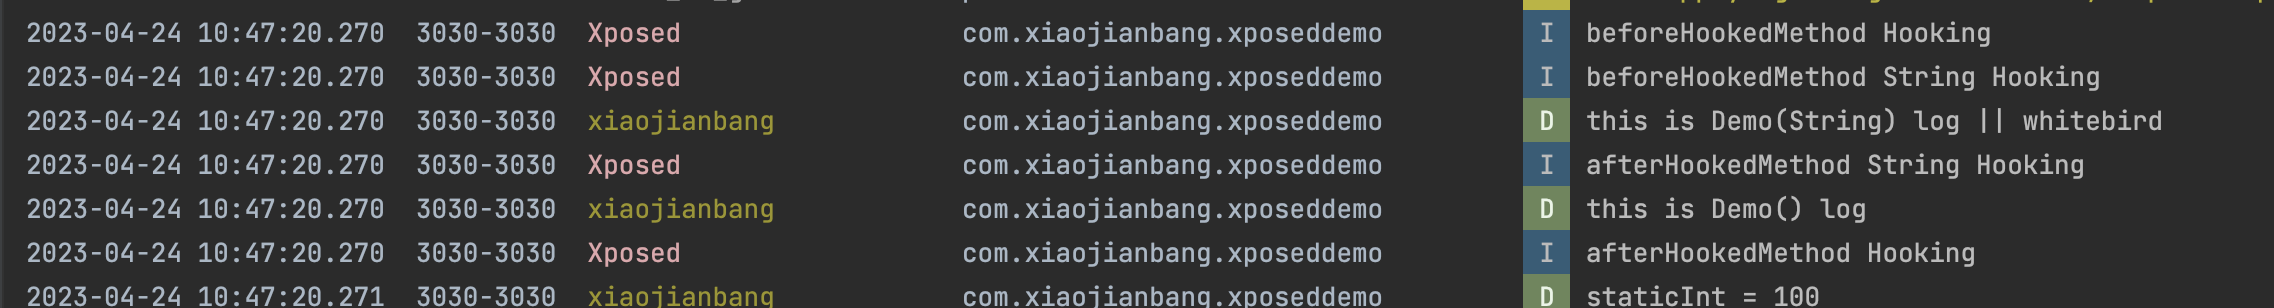 2023-04-24 10:47:20.270 3030-3030 Xposed com.xiaojianbang.xposeddemo I beforeHookedMethod Hooking
2023-04-24 10:47:20.270 3030-3030 Xposed com.xiaojianbang.xposeddemo I beforeHookedMethod String Hooking
2023-04-24 10:47:20.270 3030-3030 xiaojianbang com.xiaojianbang.xposeddemo D this is Demo(String) log || whitebird
2023-04-24 10:47:20.270 3030-3030 Xposed com.xiaojianbang.xposeddemo I afterHookedMethod String Hooking
2023-04-24 10:47:20.270 3030-3030 xiaojianbang com.xiaojianbang.xposeddemo D this is Demo() log
2023-04-24 10:47:20.270 3030-3030 Xposed com.xiaojianbang.xposeddemo I afterHookedMethod Hooking
2023-04-24 10:47:20.271 3030-3030 xiaojianbang com.xiaojianbang.xposeddemo D staticInt = 100